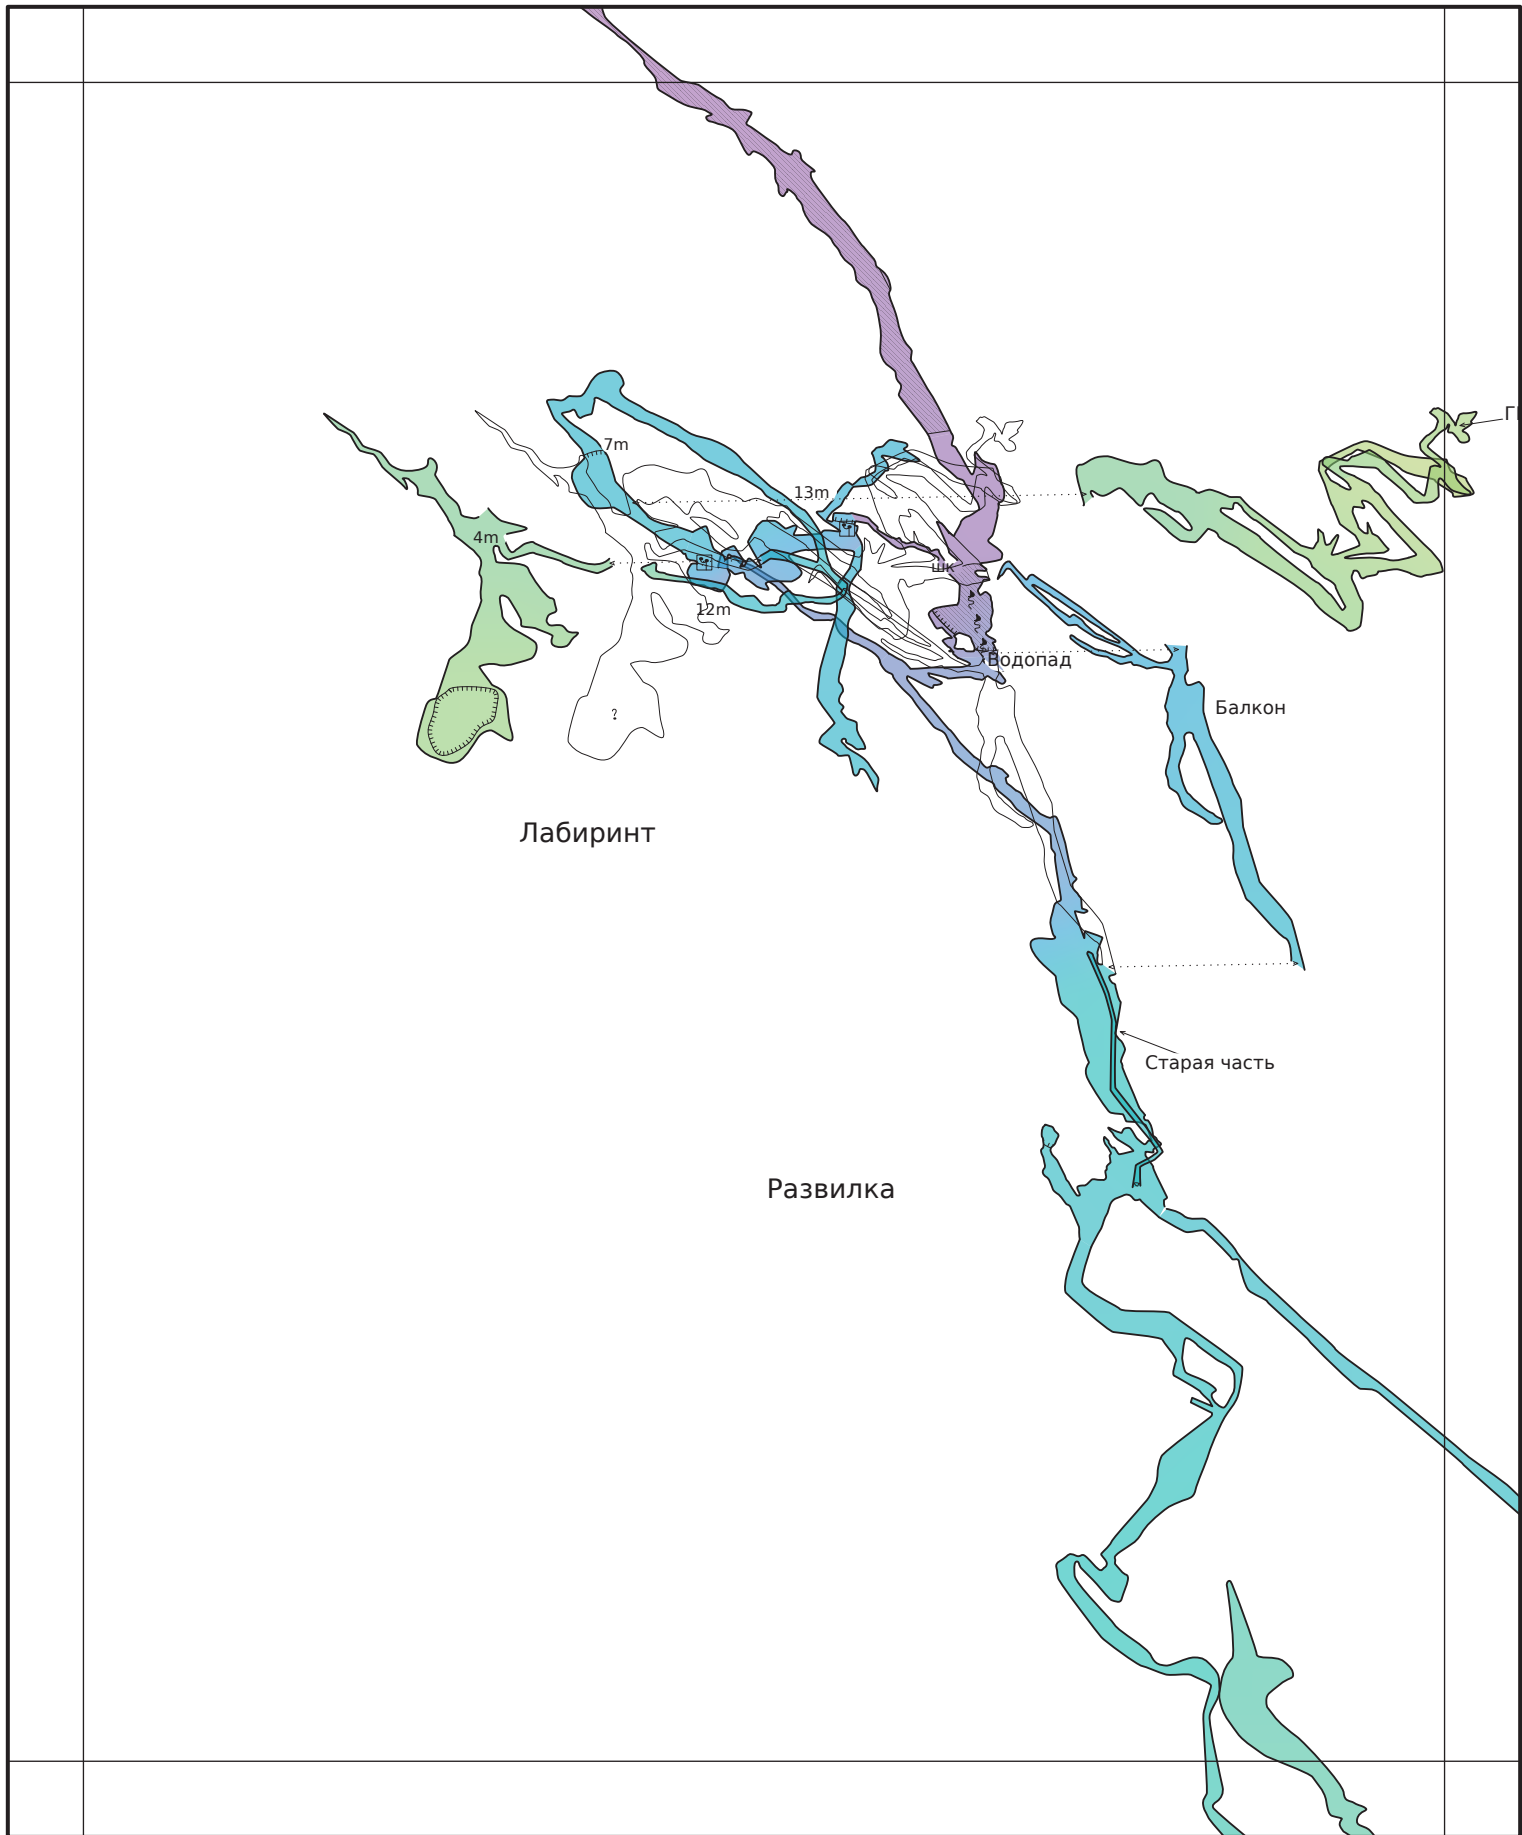 7m
13m
4m
шк
12m
Водопад
?
Балкон
Лабиринт
Старая часть
Развилка